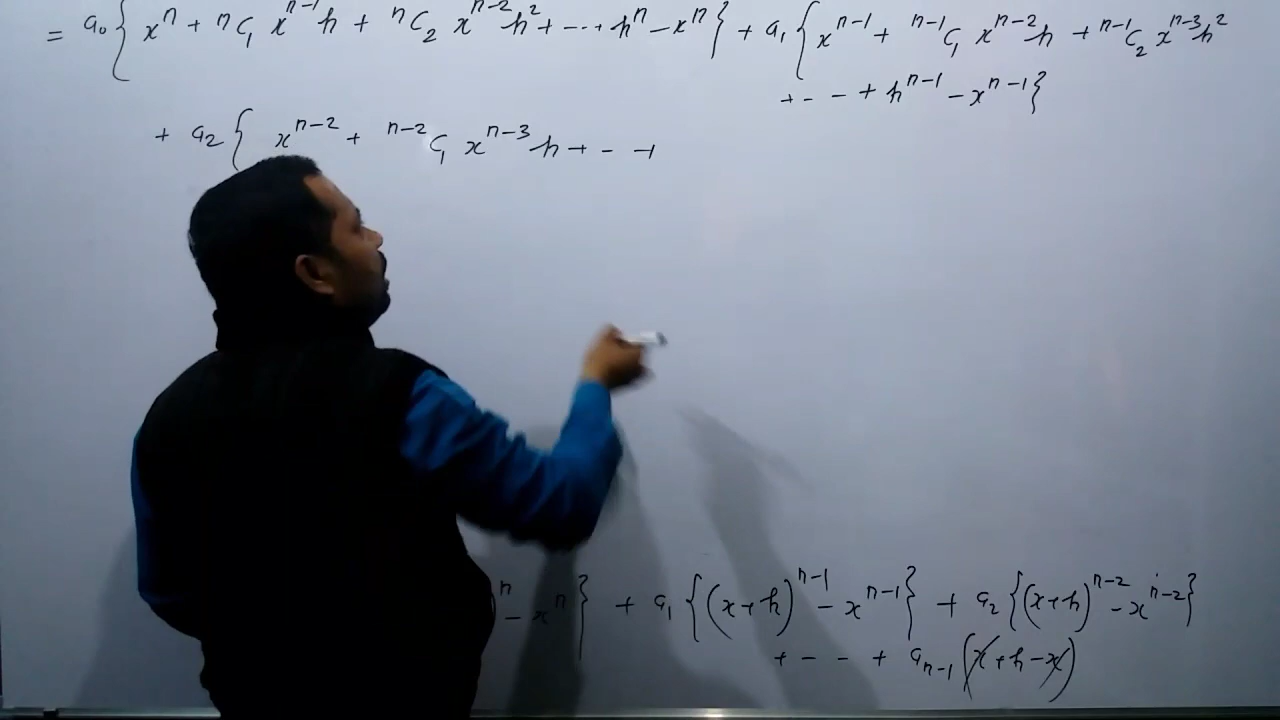 = a₀ { xⁿ + ⁿC₁ xⁿ⁻¹h + ⁿC₂ xⁿ⁻²h² + --- + hⁿ - xⁿ } + a₁ { xⁿ⁻¹ + ⁿ⁻¹C₁ xⁿ⁻²h + ⁿ⁻¹C₂ xⁿ⁻³h²
+ - - + hⁿ⁻¹ - xⁿ⁻¹ }
+ a₂ { xⁿ⁻² + ⁿ⁻²C₁ xⁿ⁻³h + - - +
)ⁿ - xⁿ } + a₁ { (x+h)ⁿ⁻¹ - xⁿ⁻¹ } + a₂ { (x+h)ⁿ⁻² - xⁿ⁻² }
+ - - + aₙ₋₁ (x+h-x)